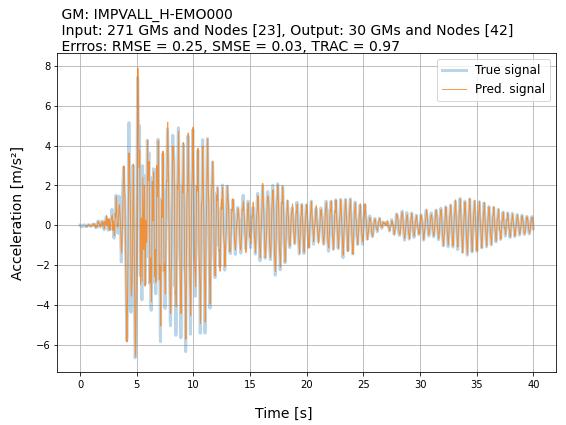 GM: IMPVALL_H-EMO000
Input: 271 GMs and Nodes [23], Output: 30 GMs and Nodes [42]
Errros: RMSE = 0.25, SMSE = 0.03, TRAC = 0.97
True signal
Pred. signal
Acceleration [m/s²]
8
6
4
2
0
−2
−4
−6
0 5 10 15 20 25 30 35 40
Time [s]